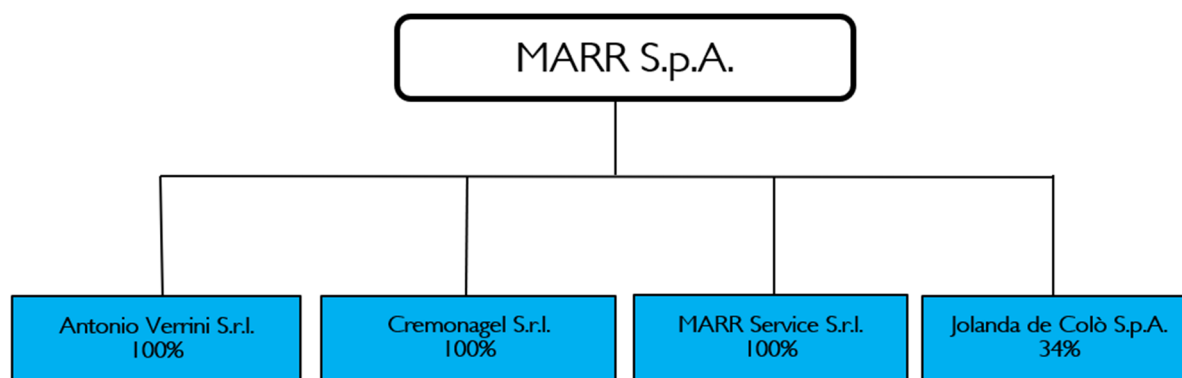 MARR S.p.A.
Antonio Verrini S.r.l.
100%
Cremonagel S.r.l.
100%
MARR Service S.r.l.
100%
Jolanda de Colò S.p.A.
34%